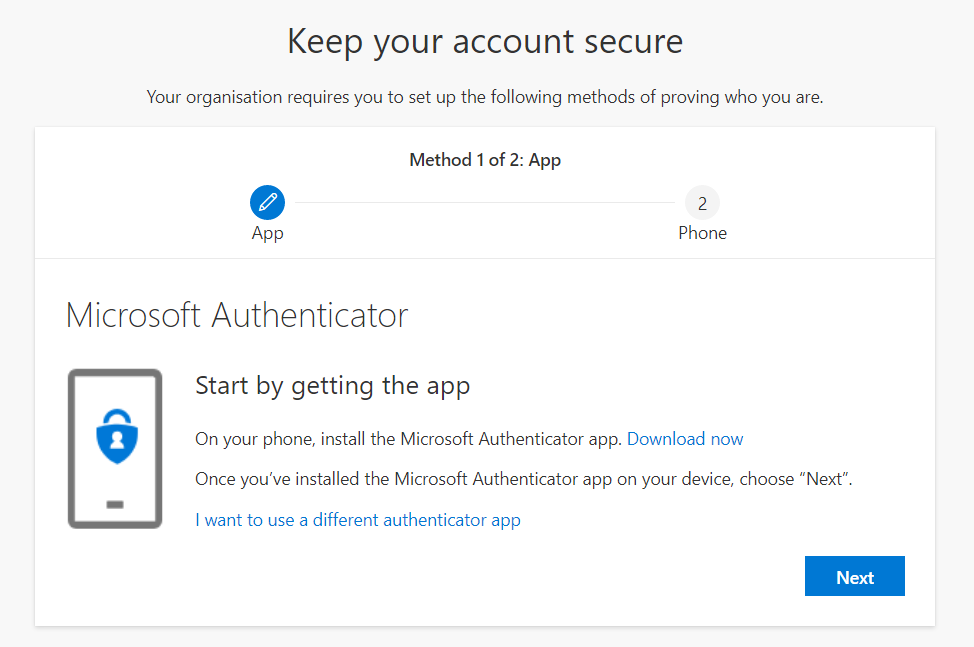 Keep your account secure
Your organisation requires you to set up the following methods of proving who you are.
Method 1 of 2: App
2
App
Phone
Microsoft Authenticator
Start by getting the app
On your phone, install the Microsoft Authenticator app. Download now
Once you’ve installed the Microsoft Authenticator app on your device, choose “Next”.
I want to use a different authenticator app
Next